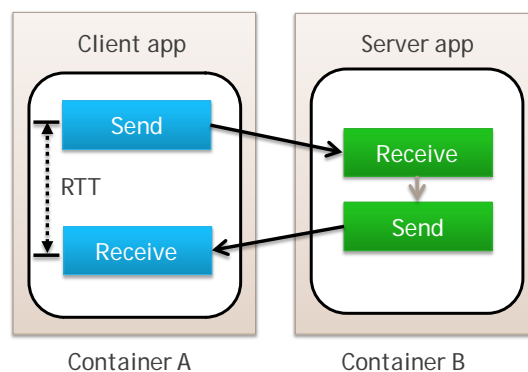 Client app
Server app
Send
Receive
RTT
Send
Receive
Container A
Container B